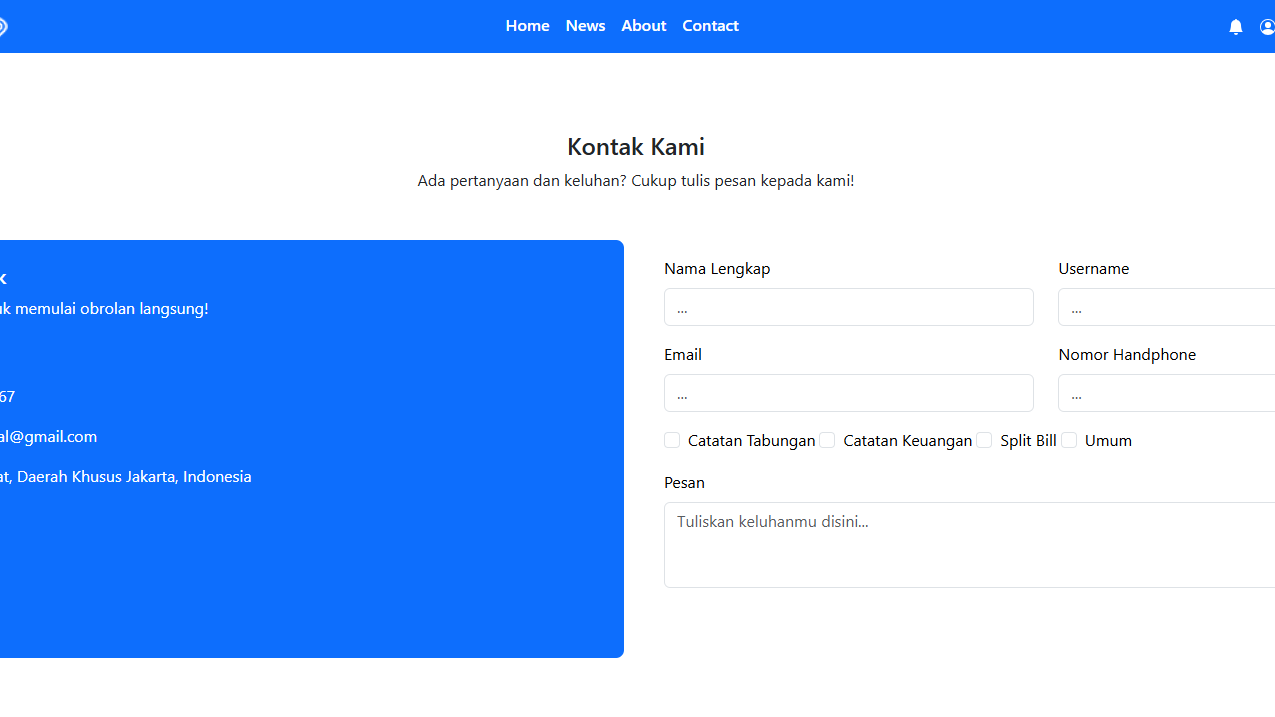 Home News About Contact
Kontak Kami
Ada pertanyaan dan keluhan? Cukup tulis pesan kepada kami!
memulai obrolan langsung!
67
al@gmail.com
Daerah Khusus Jakarta, Indonesia
Nama Lengkap Username
... ...
Email Nomor Handphone
... ...
Catatan Tabungan Catatan Keuangan Split Bill Umum
Pesan
Tuliskan keluhanmu disini...